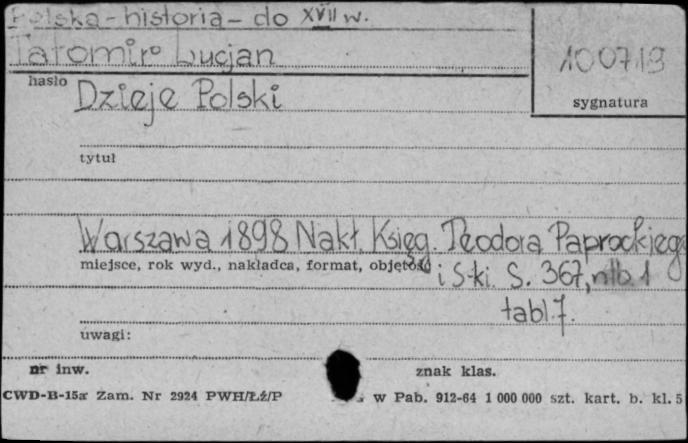 Polska - historia - do XVII w.
Tatomir Lucjan
100719
hasło
Dzieje Polski
sygnatura
tytuł
Warszawa 1898 Nakł. Księg. Teodora Paprockiego
miejsce, rok wyd., nakładca, format, objętość
i S-ki S. 367, nlb. 1
tabl. 7.
uwagi:
nr inw.
znak klas.
CWD-B-15a Zam. Nr 2924 PWH/Łź/P
w Pab. 912-64 1 000 000 szt. kart. b. kl. 5